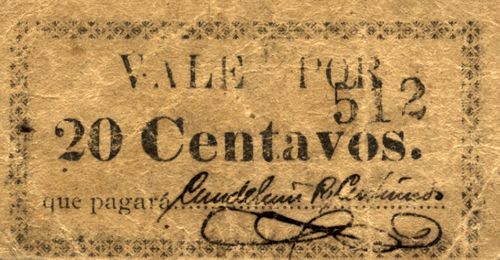 VALE POR
512
20 Centavos.
que pagará